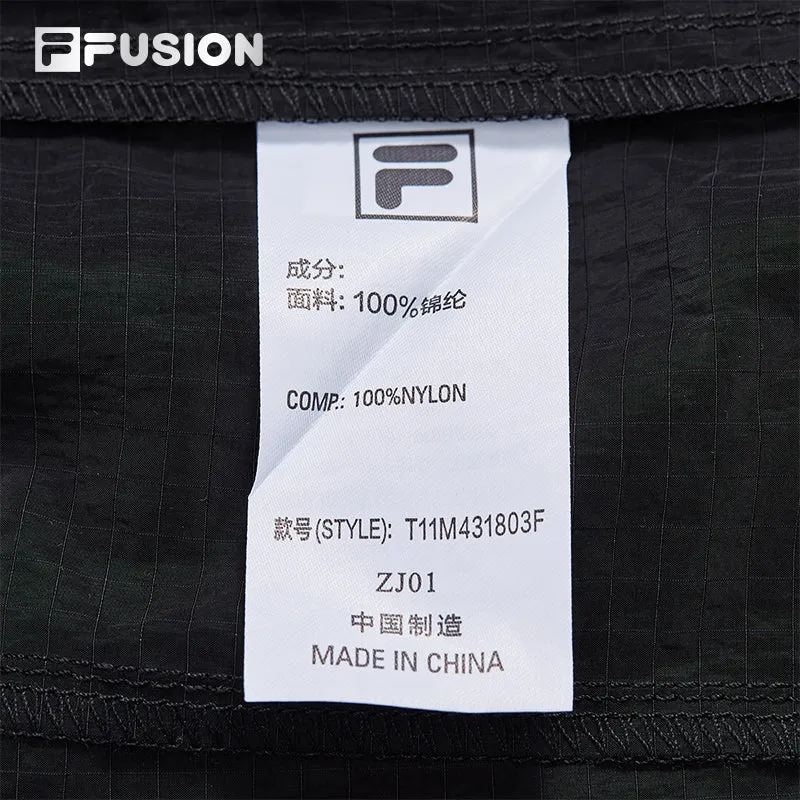 FUSION
F
成分:
面料: 100%锦纶
COMP.: 100%NYLON
款号(STYLE): T11M431803F
ZJ01
中国制造
MADE IN CHINA